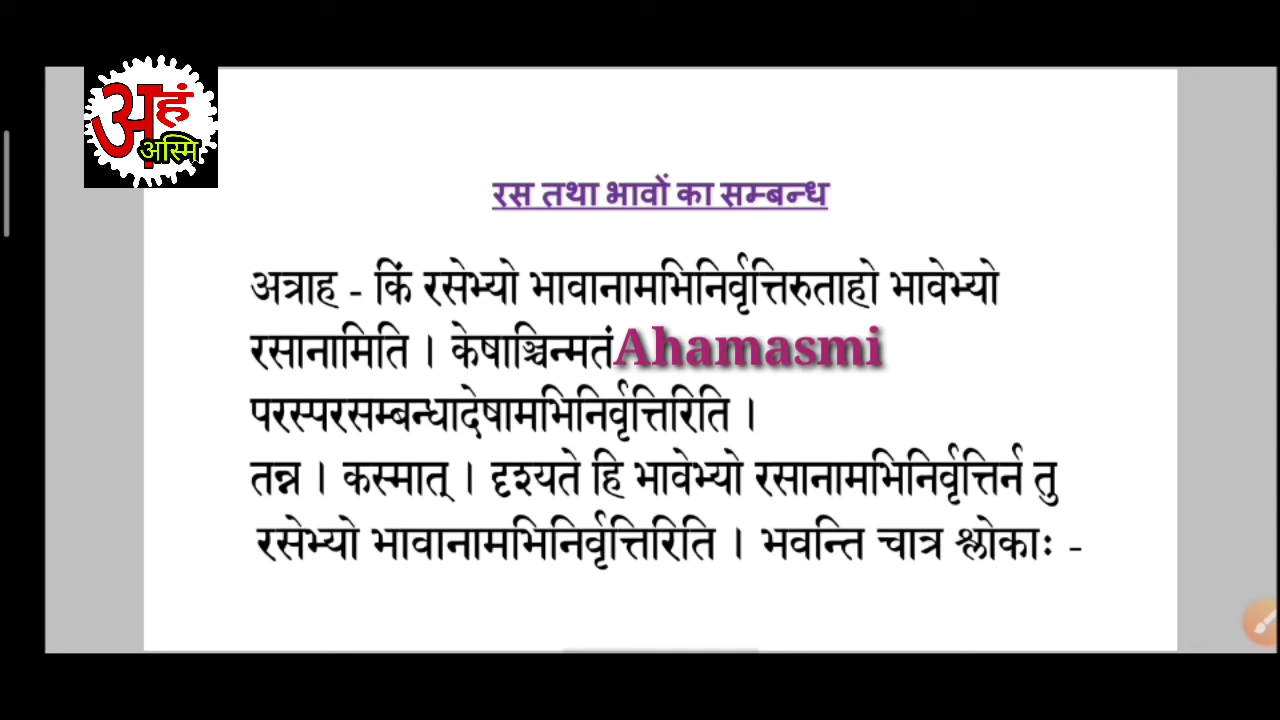 अहं
अस्मि
रस तथा भावों का सम्बन्ध
अत्राह - किं रसेभ्यो भावानामभिनिर्वृत्तिरुताहो भावेभ्यो
रसानामिति । केषाञ्चिन्मतं Ahamasmi
परस्परसम्बन्धादेषामभिनिर्वृत्तिरिति ।
तन्न । कस्मात् । दृश्यते हि भावेभ्यो रसानामभिनिर्वृत्तिर्न तु
रसेभ्यो भावानामभिनिर्वृत्तिरिति । भवन्ति चात्र श्लोकाः -